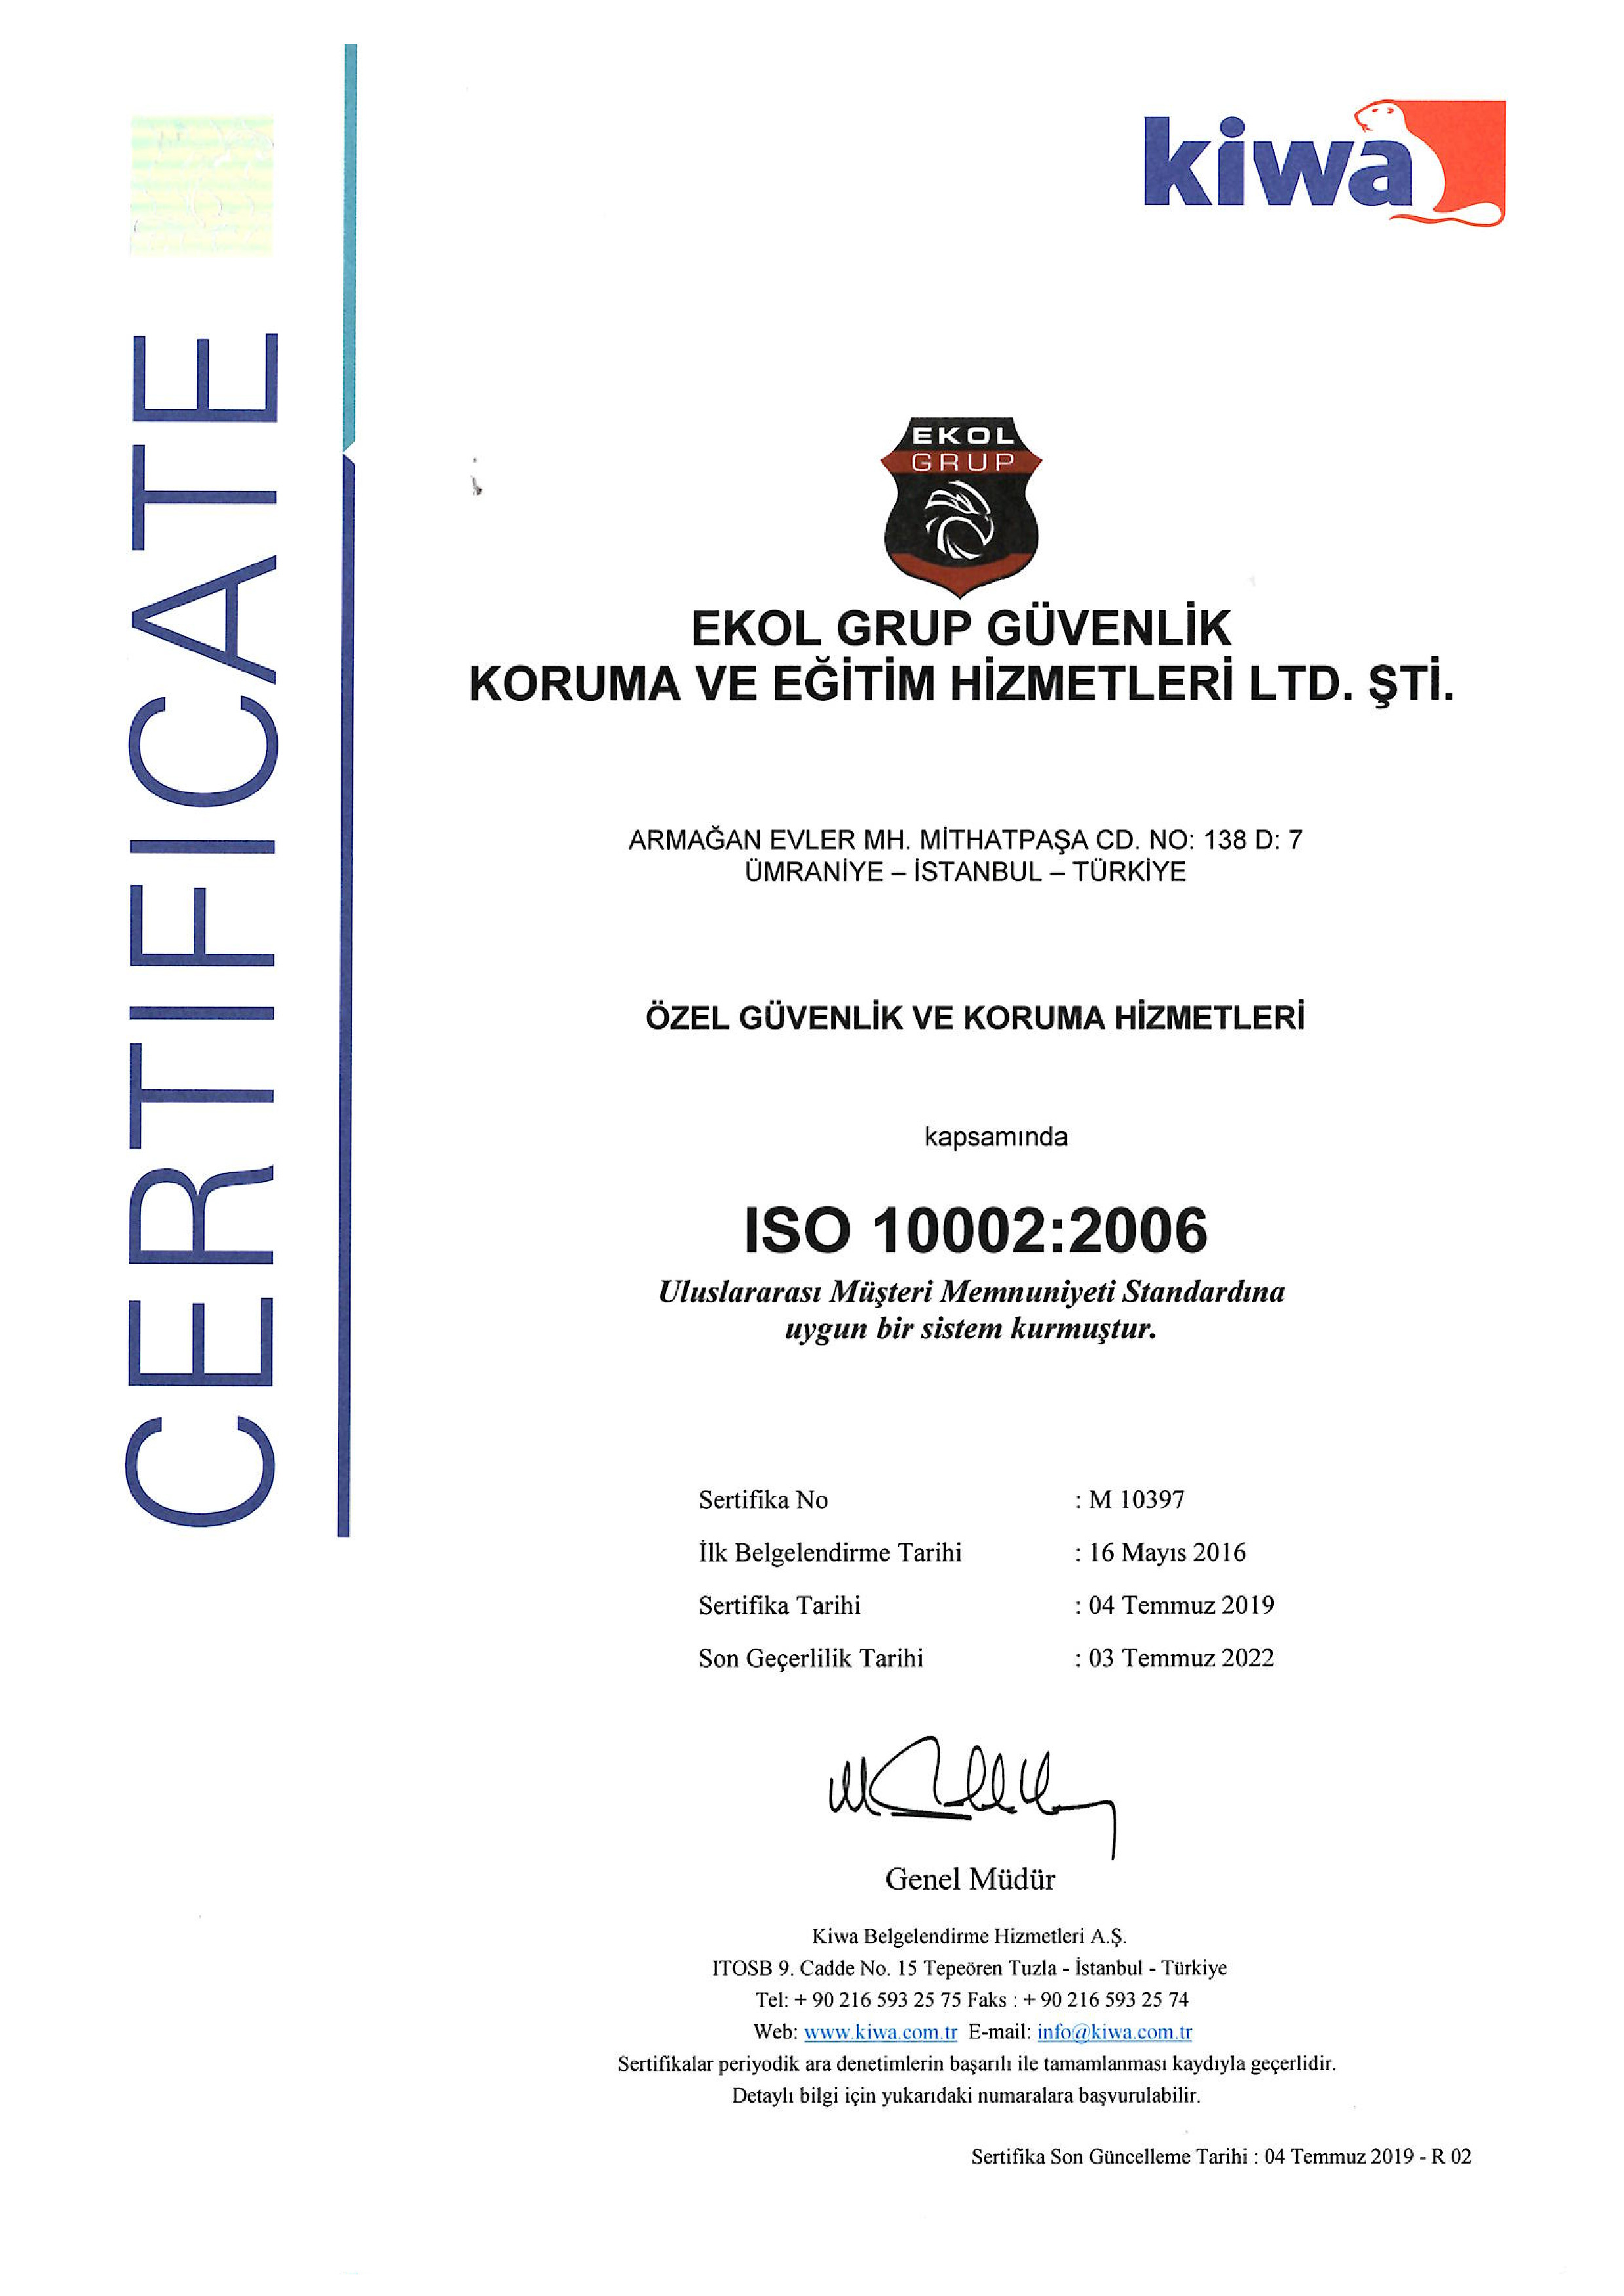 CERTIFICATE
kiwa
EKOL
GRUP
EKOL GRUP GÜVENLİK
KORUMA VE EĞİTİM HİZMETLERİ LTD. ŞTİ.
ARMAĞAN EVLER MH. MİTHATPAŞA CD. NO: 138 D: 7
ÜMRANİYE – İSTANBUL – TÜRKİYE
ÖZEL GÜVENLİK VE KORUMA HİZMETLERİ
kapsamında
ISO 10002:2006
Uluslararası Müşteri Memnuniyeti Standardına
uygun bir sistem kurmuştur.
Sertifika No : M 10397
İlk Belgelendirme Tarihi : 16 Mayıs 2016
Sertifika Tarihi : 04 Temmuz 2019
Son Geçerlilik Tarihi : 03 Temmuz 2022
Genel Müdür
Kiwa Belgelendirme Hizmetleri A.Ş.
ITOSB 9. Cadde No. 15 Tepeören Tuzla - İstanbul - Türkiye
Tel: + 90 216 593 25 75 Faks : + 90 216 593 25 74
Web: www.kiwa.com.tr E-mail: info@kiwa.com.tr
Sertifikalar periyodik ara denetimlerin başarılı ile tamamlanması kaydıyla geçerlidir.
Detaylı bilgi için yukarıdaki numaralara başvurulabilir.
Sertifika Son Güncelleme Tarihi : 04 Temmuz 2019 - R 02